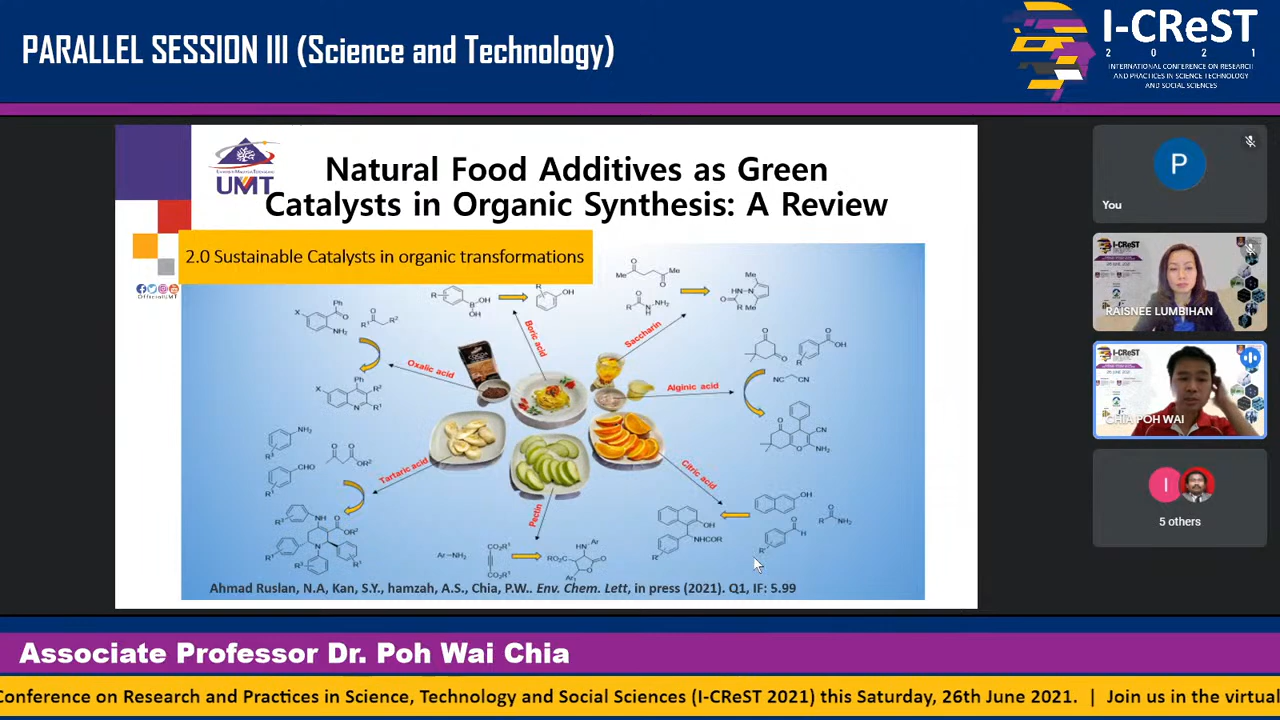 PARALLEL SESSION III (Science and Technology)
I-CReST
2 0 2 1
INTERNATIONAL CONFERENCE ON RESEARCH
AND PRACTICES IN SCIENCE TECHNOLOGY
AND SOCIAL SCIENCES
UMT
Natural Food Additives as Green
Catalysts in Organic Synthesis: A Review
2.0 Sustainable Catalysts in organic transformations
OfficialUMT
Boric acid
Saccharin
Oxalic acid
Alginic acid
Tartaric acid
Citric acid
Pectin
Ahmad Ruslan, N.A, Kan, S.Y., hamzah, A.S., Chia, P.W.. Env. Chem. Lett, in press (2021). Q1, IF: 5.99
P
You
RAISNEE LUMBIHAN
CHIA POH WAI
I
5 others
Associate Professor Dr. Poh Wai Chia
Conference on Research and Practices in Science, Technology and Social Sciences (I-CReST 2021) this Saturday, 26th June 2021. | Join us in the virtual